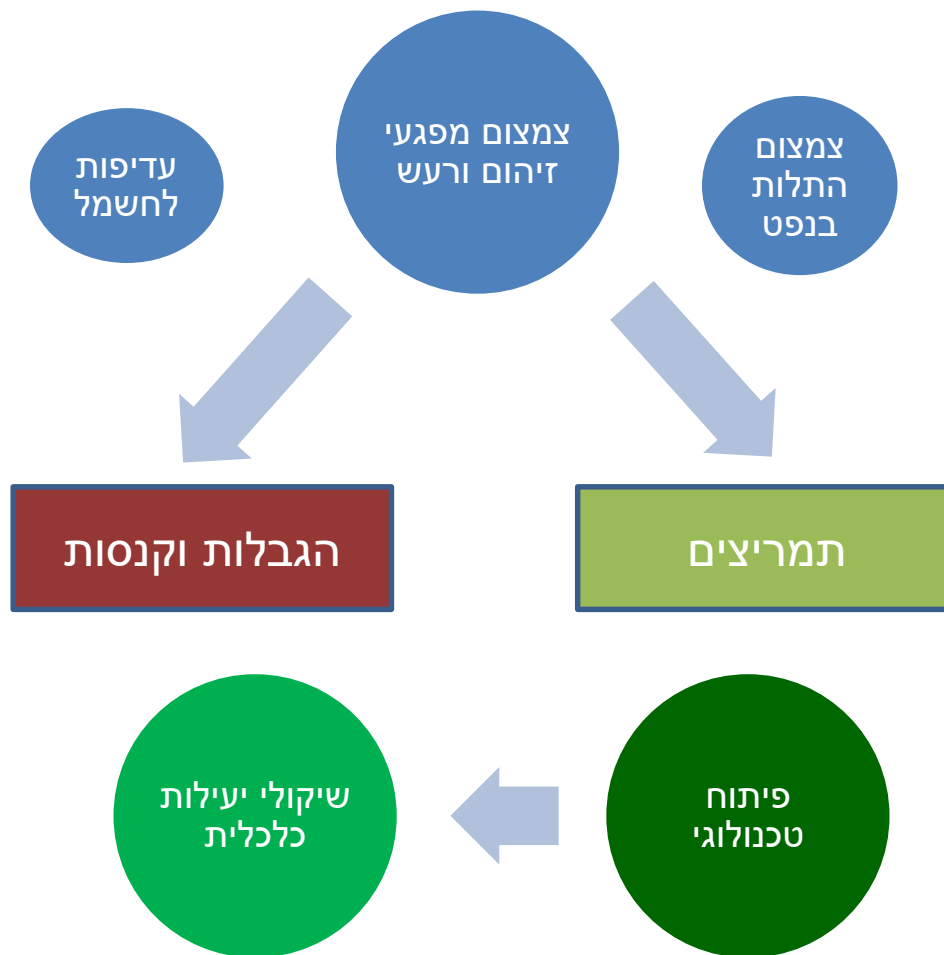 צמצום מפגעי
זיהום ורעש
צמצום
התלות
בנפט
עדיפות
לחשמל
תמריצים
הגבלות וקנסות
פיתוח
טכנולוגי
שיקולי יעילות
כלכלית